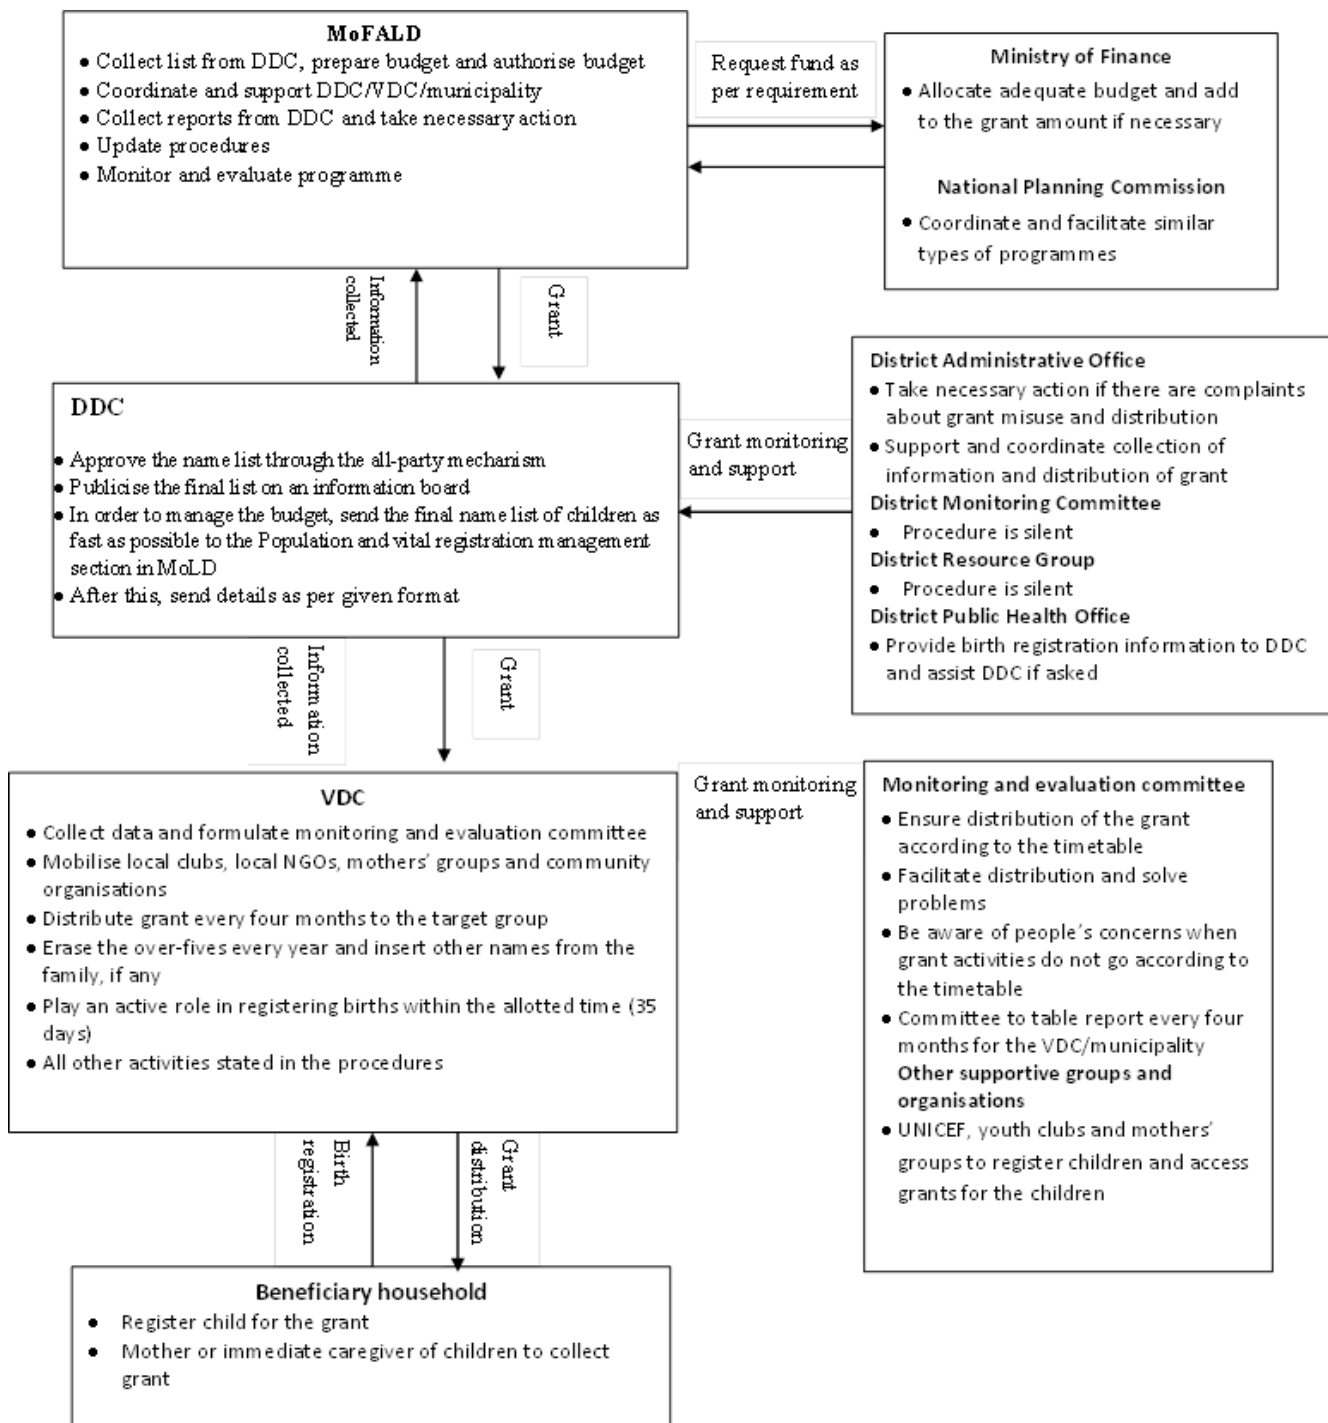 MoFALD
● Collect list from DDC, prepare budget and authorise budget
● Coordinate and support DDC/VDC/municipality
● Collect reports from DDC and take necessary action
● Update procedures
● Monitor and evaluate programme
Request fund as
per requirement
Ministry of Finance
● Allocate adequate budget and add
to the grant amount if necessary
National Planning Commission
● Coordinate and facilitate similar
types of programmes
Information
collected
Grant
DDC
● Approve the name list through the all-party mechanism
● Publicise the final list on an information board
● In order to manage the budget, send the final name list of children as
fast as possible to the Population and vital registration management
section in MoLD
● After this, send details as per given format
Grant monitoring
and support
District Administrative Office
● Take necessary action if there are complaints
about grant misuse and distribution
● Support and coordinate collection of
information and distribution of grant
District Monitoring Committee
● Procedure is silent
District Resource Group
● Procedure is silent
District Public Health Office
● Provide birth registration information to DDC
and assist DDC if asked
Information
collected
Grant
VDC
● Collect data and formulate monitoring and evaluation committee
● Mobilise local clubs, local NGOs, mothers' groups and community
organisations
● Distribute grant every four months to the target group
● Erase the over-fives every year and insert other names from the
family, if any
● Play an active role in registering births within the allotted time (35
days)
● All other activities stated in the procedures
Grant monitoring
and support
Monitoring and evaluation committee
● Ensure distribution of the grant
according to the timetable
● Facilitate distribution and solve
problems
● Be aware of people's concerns when
grant activities do not go according to
the timetable
● Committee to table report every four
months for the VDC/municipality
Other supportive groups and
organisations
● UNICEF, youth clubs and mothers'
groups to register children and access
grants for the children
Birth
registration
Grant
distribution
Beneficiary household
● Register child for the grant
● Mother or immediate caregiver of children to collect
grant